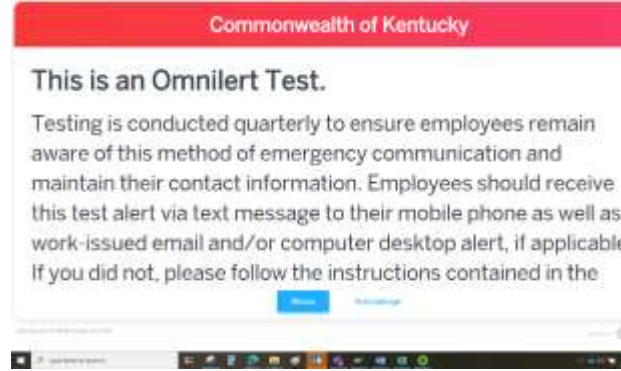 Commonwealth of Kentucky
This is an Omnilert Test.
Testing is conducted quarterly to ensure employees remain
aware of this method of emergency communication and
maintain their contact information. Employees should receive
this test alert via text message to their mobile phone as well as
work-issued email and/or computer desktop alert, if applicable
If you did not, please follow the instructions contained in the
Acknowledge